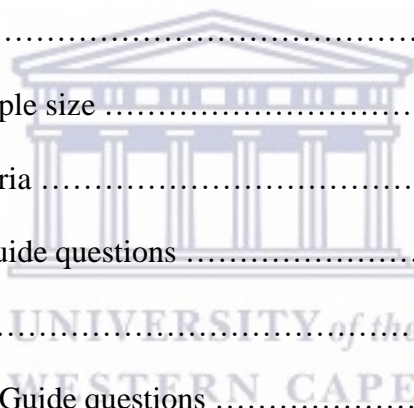 ……………………………………
ple size ……………………………
ria …………………………………
uide questions ……………………
UNIVERSITY of the
……………………………………
WESTERN CAPE
Guide questions …………………